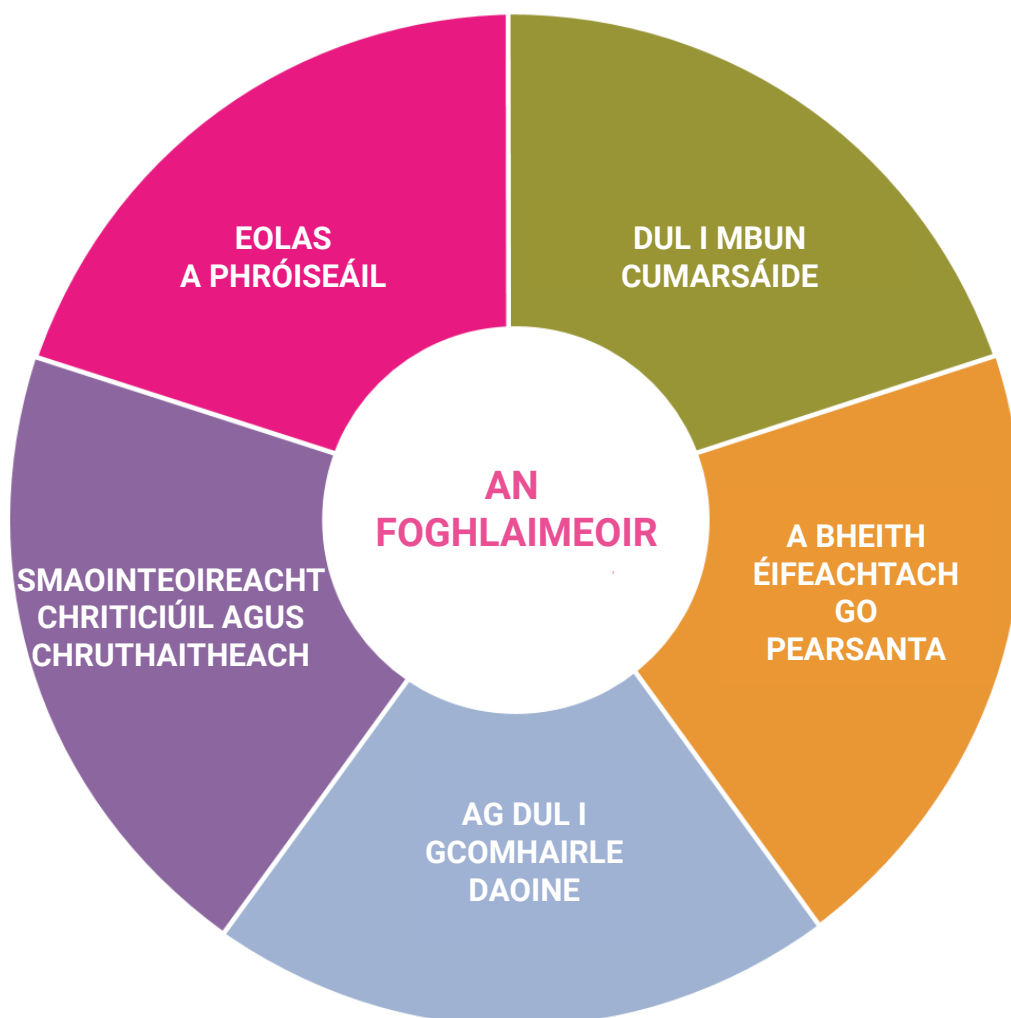 EOLAS
A PHRÓISEÁIL
DUL I MBUN
CUMARSÁIDE
AN
FOGHLAIMEOIR
A BHEITH
ÉIFEACHTACH
GO
PEARSANTA
SMAOINTEOIREACHT
CHRITICIÚIL AGUS
CHRUTHAITHEACH
AG DUL I
GCOMHAIRLE
DAOINE